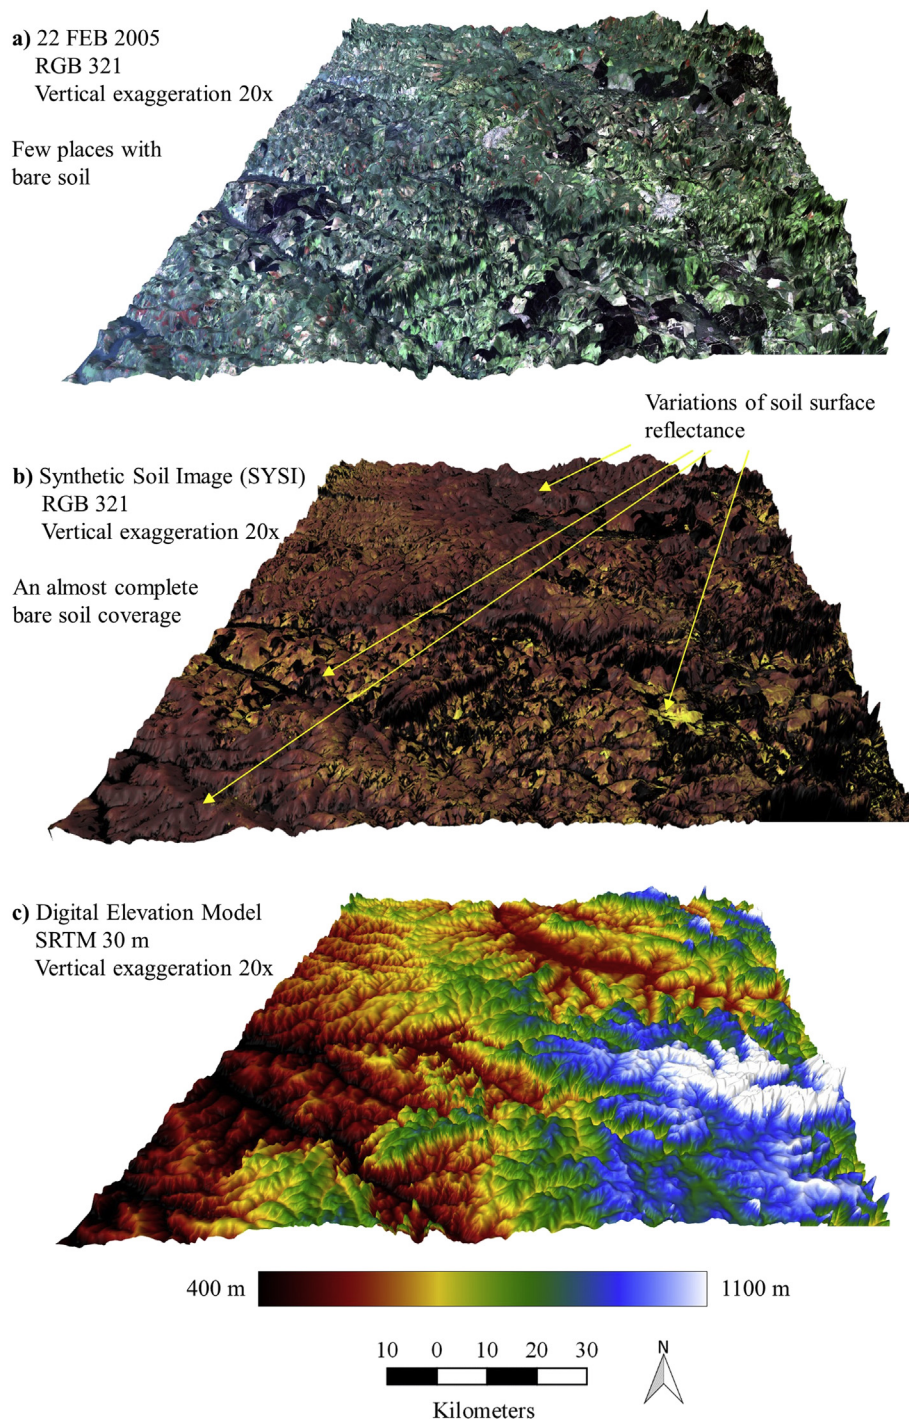 a) 22 FEB 2005
RGB 321
Vertical exaggeration 20x
Few places with
bare soil
Variations of soil surface
reflectance
b) Synthetic Soil Image (SYSI)
RGB 321
Vertical exaggeration 20x
An almost complete
bare soil coverage
c) Digital Elevation Model
SRTM 30 m
Vertical exaggeration 20x
400 m
1100 m
10 0 10 20 30
Kilometers
N